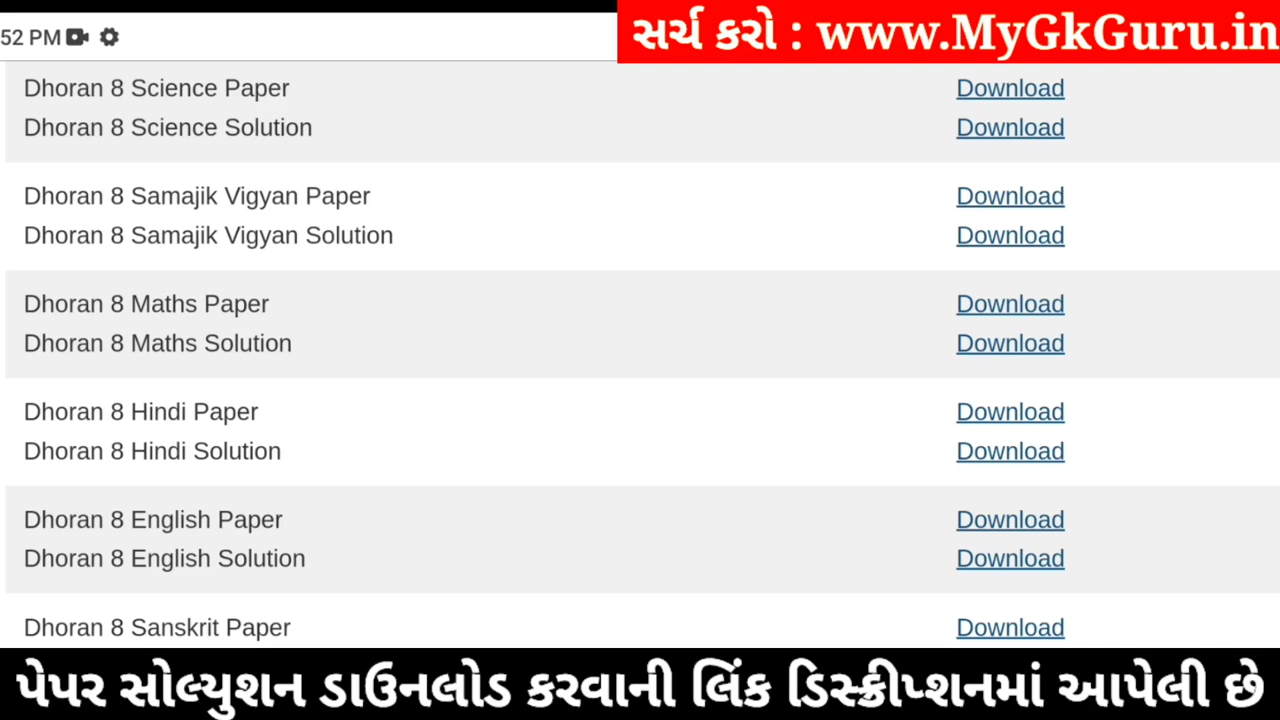 52 PM
સર્ચ કરો : www.MyGkGuru.in
Dhoran 8 Science Paper Download
Dhoran 8 Science Solution Download
Dhoran 8 Samajik Vigyan Paper Download
Dhoran 8 Samajik Vigyan Solution Download
Dhoran 8 Maths Paper Download
Dhoran 8 Maths Solution Download
Dhoran 8 Hindi Paper Download
Dhoran 8 Hindi Solution Download
Dhoran 8 English Paper Download
Dhoran 8 English Solution Download
Dhoran 8 Sanskrit Paper Download
પેપર સોલ્યુશન ડાઉનલોડ કરવાની લિંક ડિસ્ક્રીપ્શનમાં આપેલી છે